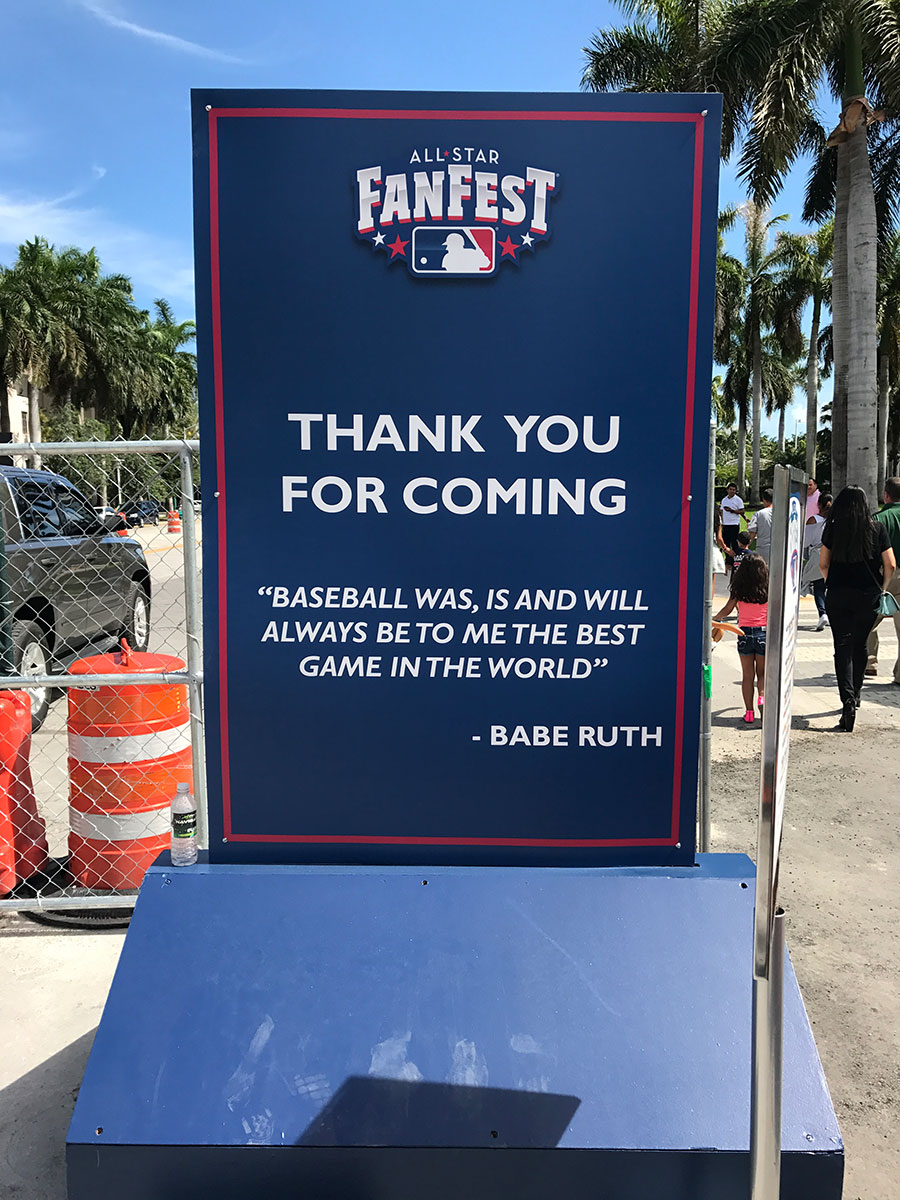 ALL★STAR
FANFEST
THANK YOU
FOR COMING
“BASEBALL WAS, IS AND WILL
ALWAYS BE TO ME THE BEST
GAME IN THE WORLD”
- BABE RUTH